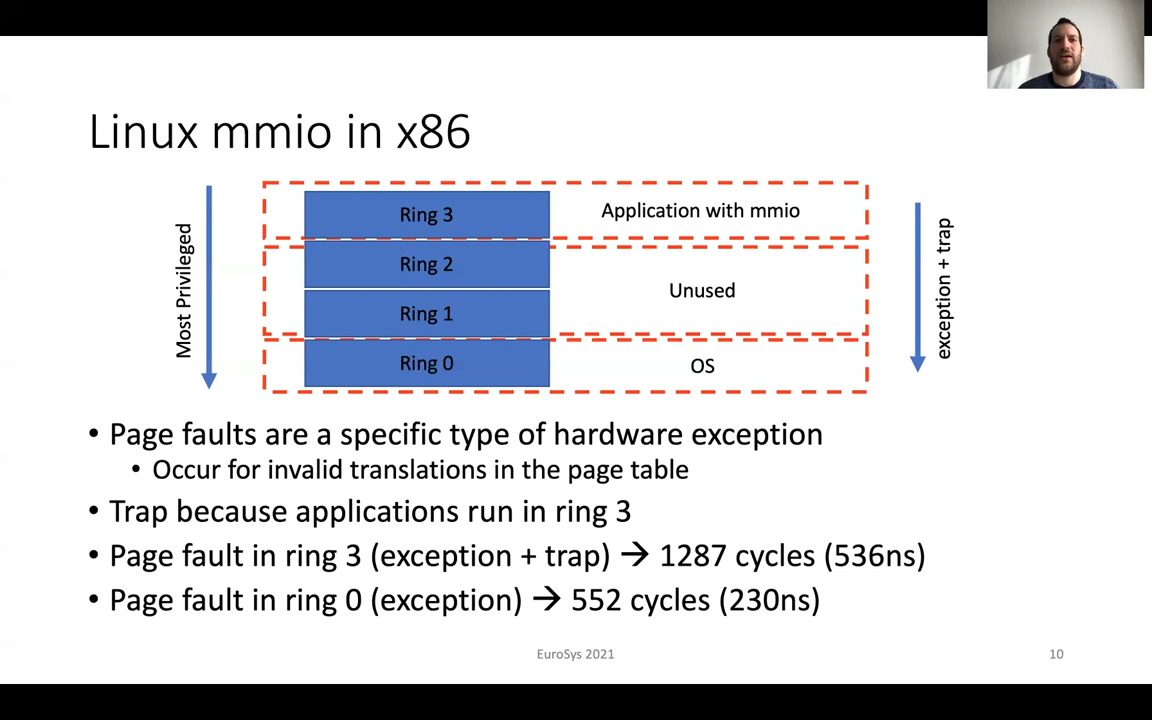 Linux mmio in x86
Most Privileged
Ring 3
Application with mmio
Ring 2
Unused
Ring 1
Ring 0
OS
exception + trap
• Page faults are a specific type of hardware exception
• Occur for invalid translations in the page table
• Trap because applications run in ring 3
• Page fault in ring 3 (exception + trap) → 1287 cycles (536ns)
• Page fault in ring 0 (exception) → 552 cycles (230ns)
EuroSys 2021
10